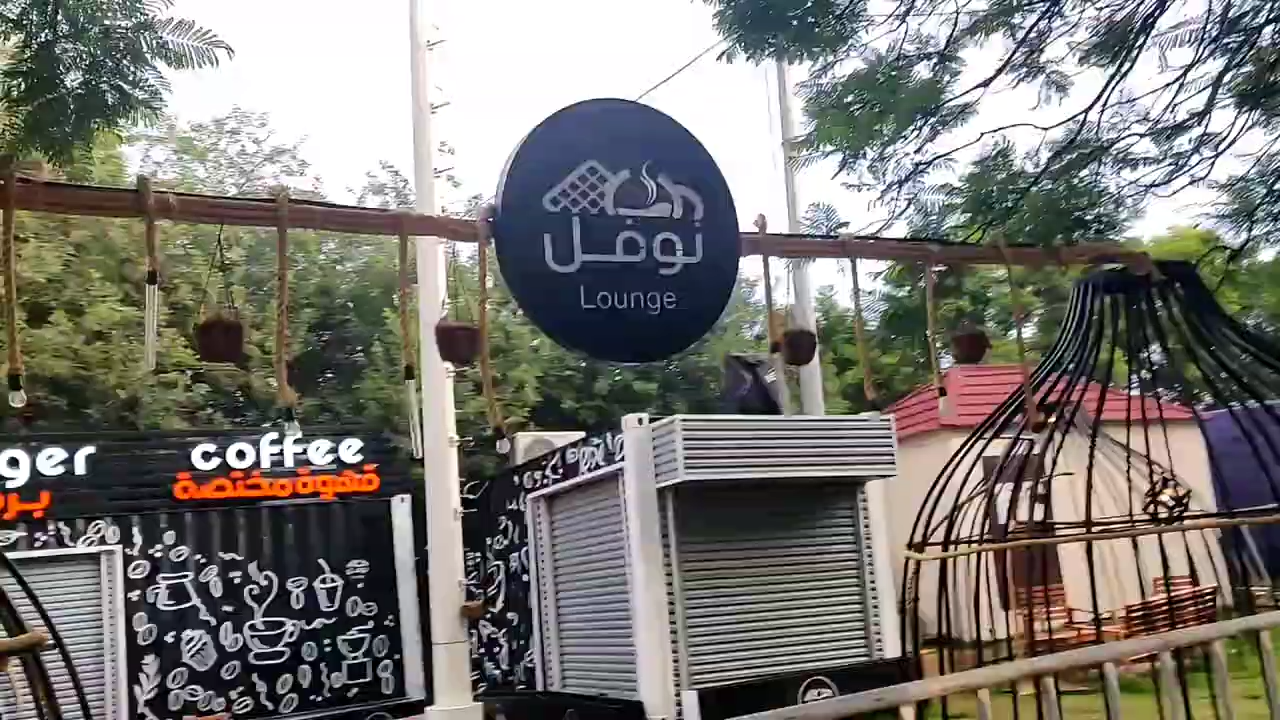 نوفل
Lounge
ger
coffee
بر
قهوة مختصة